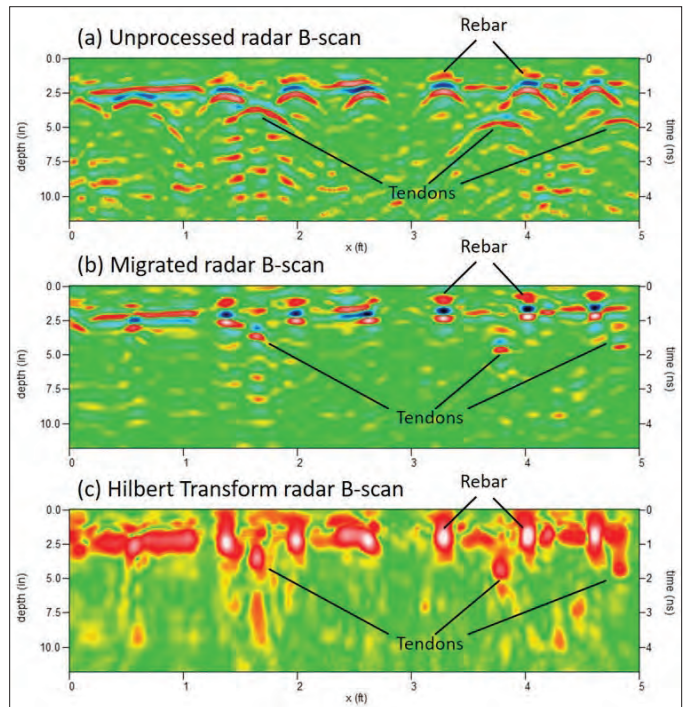 (a) Unprocessed radar B-scan
Rebar
0.0
2.5
5.0
7.5
10.0
depth (in)
0
1
2
3
4
time (ns)
Tendons
0
1
2
3
4
5
x (ft)
(b) Migrated radar B-scan
Rebar
0.0
2.5
5.0
7.5
10.0
depth (in)
0
1
2
3
4
time (ns)
Tendons
0
1
2
3
4
5
x (ft)
(c) Hilbert Transform radar B-scan
Rebar
0.0
2.5
5.0
7.5
10.0
depth (in)
0
1
2
3
4
time (ns)
Tendons
0
1
2
3
4
5
x (ft)